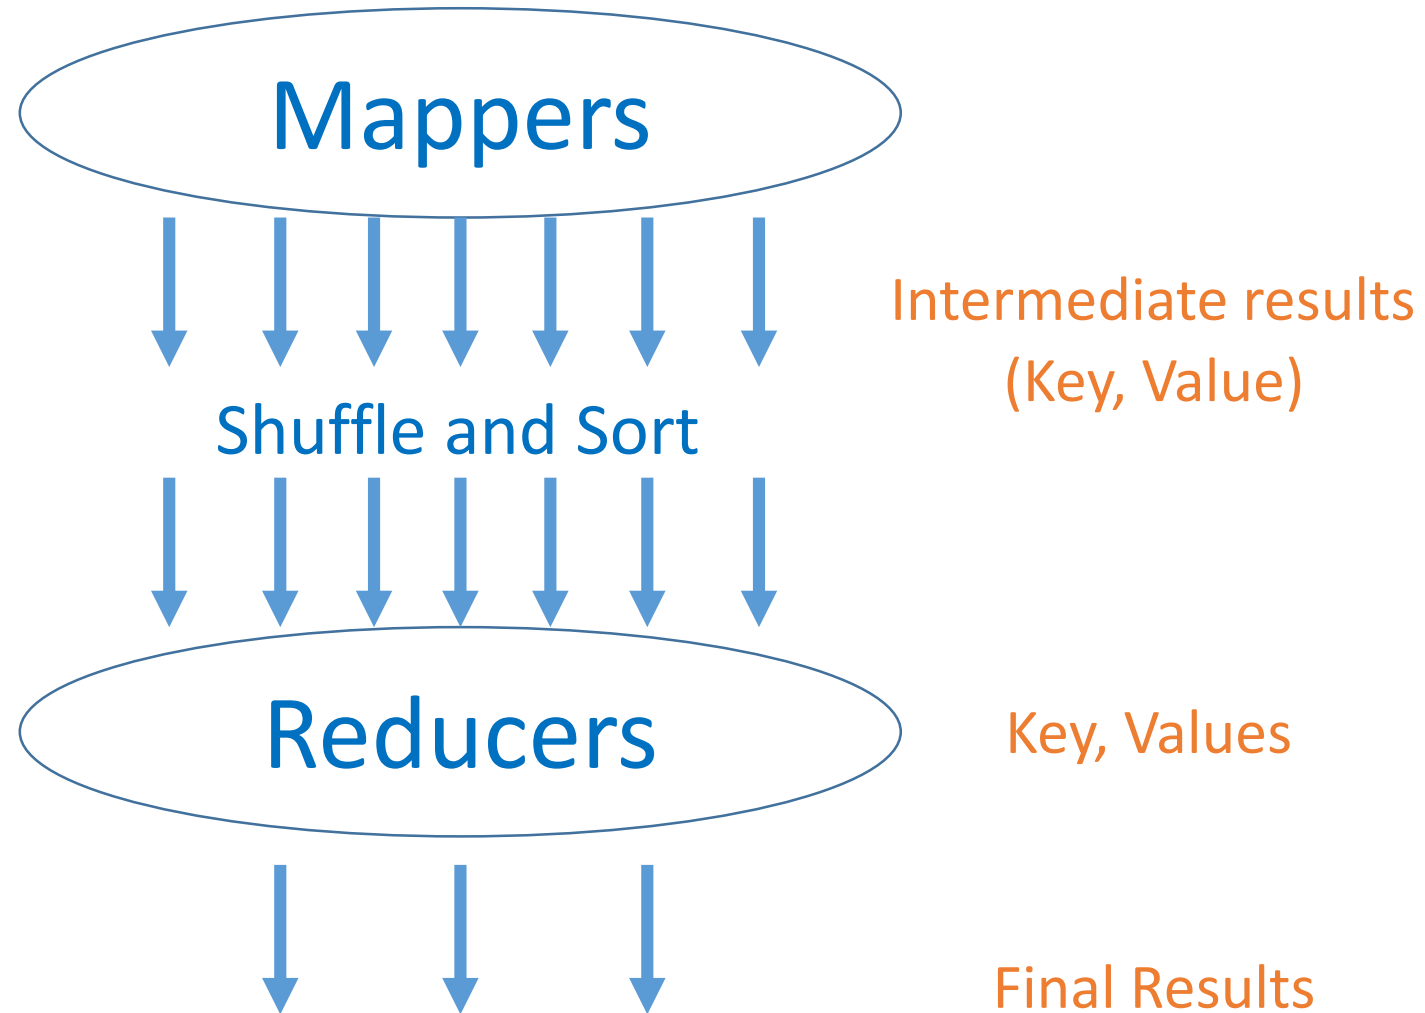 Mappers
Intermediate results
(Key, Value)
Shuffle and Sort
Reducers
Key, Values
Final Results